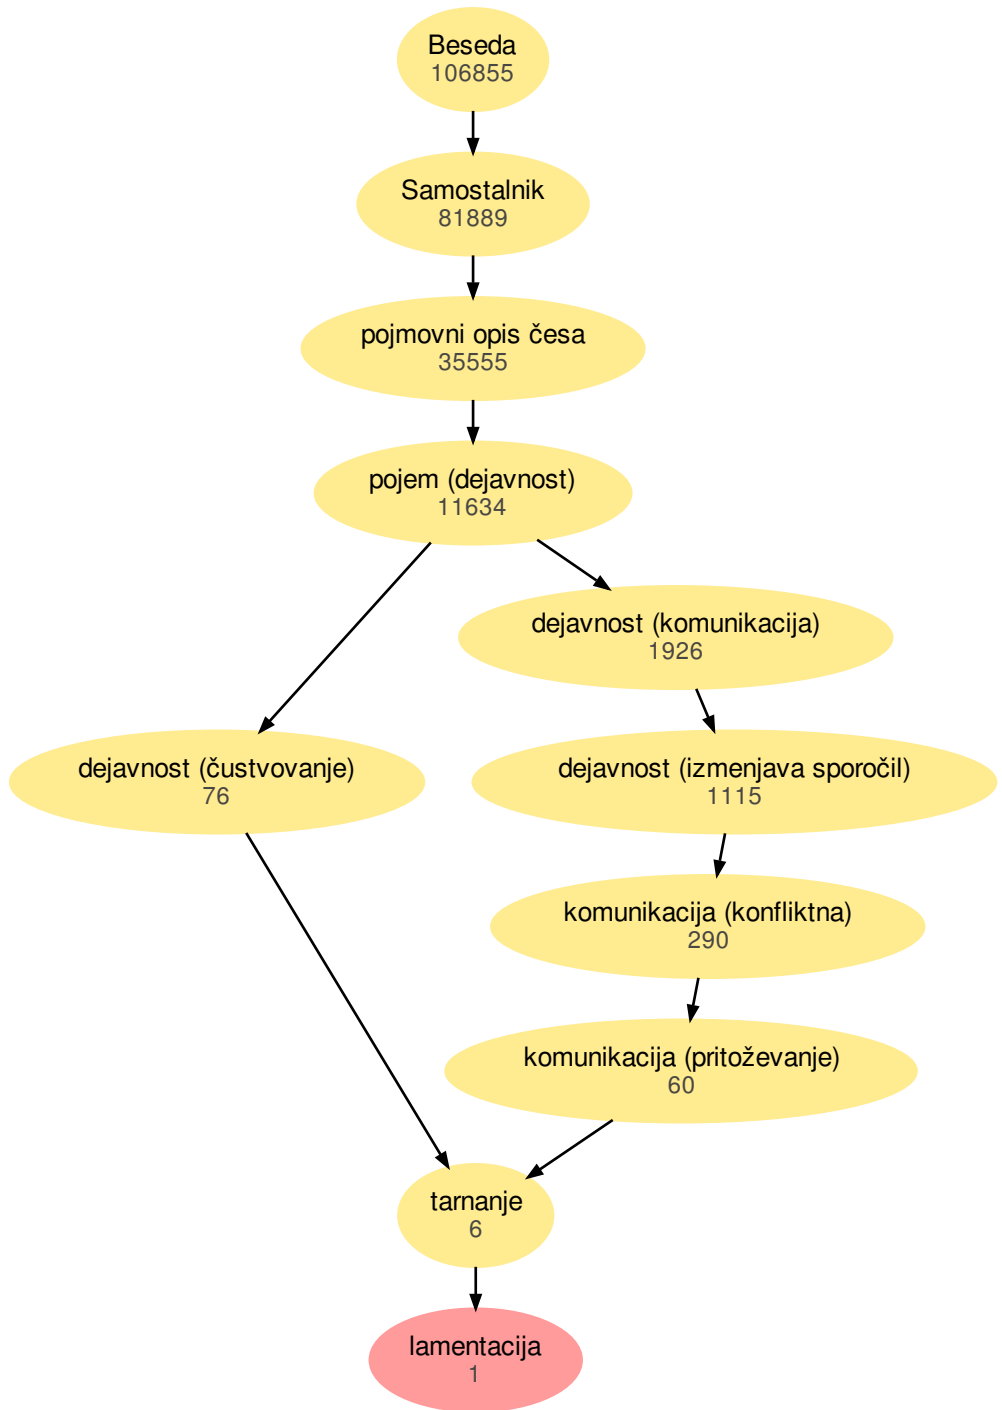 Beseda
106855
Samostalnik
81889
pojmovni opis česa
35555
pojem (dejavnost)
11634
dejavnost (komunikacija)
1926
dejavnost (čustvovanje)
76
dejavnost (izmenjava sporočil)
1115
komunikacija (konfliktna)
290
komunikacija (pritoževanje)
60
tarnanje
6
lamentacija
1